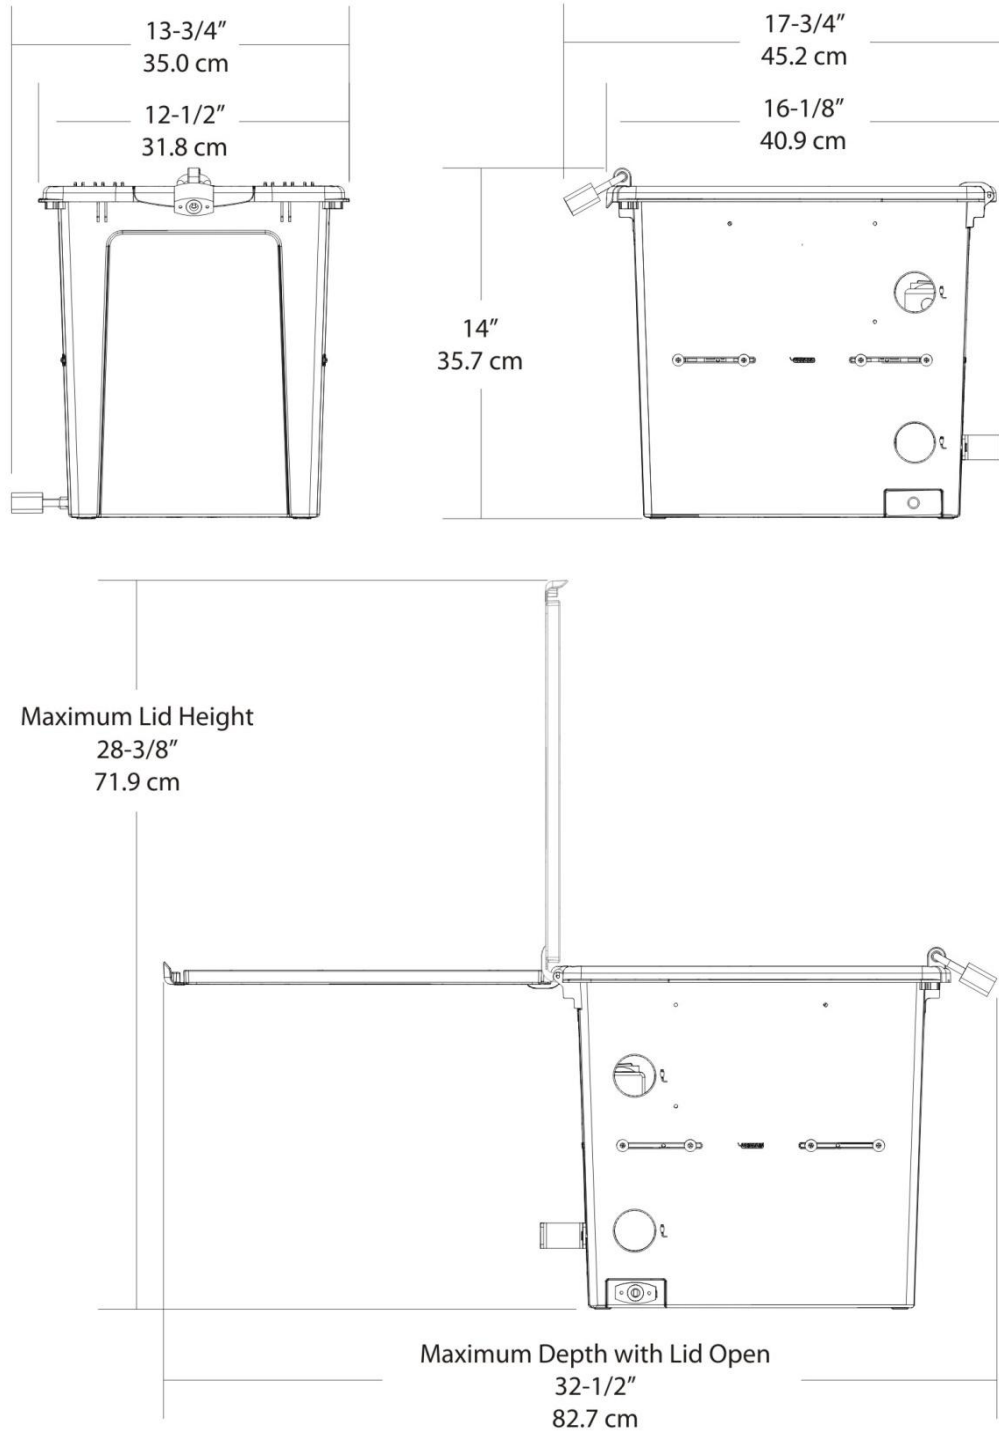 13-3/4”
35.0 cm
12-1/2”
31.8 cm
17-3/4”
45.2 cm
16-1/8”
40.9 cm
14”
35.7 cm
Maximum Lid Height
28-3/8”
71.9 cm
Maximum Depth with Lid Open
32-1/2”
82.7 cm